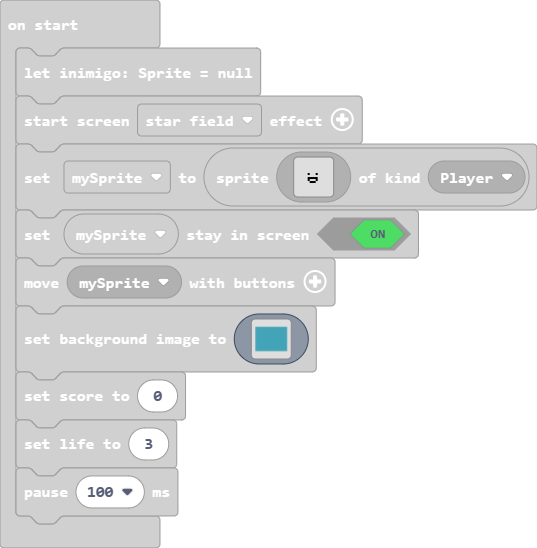 on start
let inimigo: Sprite = null
start screen star field effect
set mySprite to sprite of kind Player
set mySprite stay in screen ON
move mySprite with buttons
set background image to
set score to 0
set life to 3
pause 100 ms